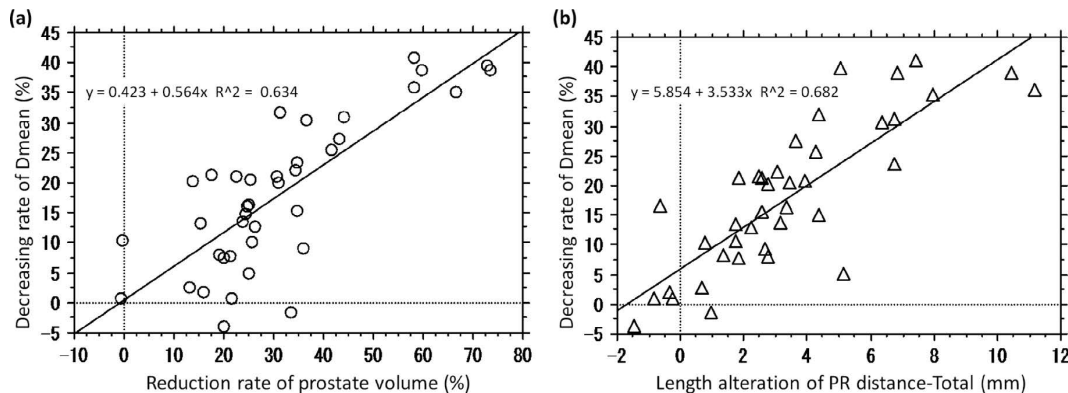 (a)
45
40
35
30
25
20
15
10
5
0
−5
Decreasing rate of Dmean (%)
y = 0.423 + 0.564x R^2 = 0.634
−10 0 10 20 30 40 50 60 70 80
Reduction rate of prostate volume (%)
(b)
45
40
35
30
25
20
15
10
5
0
−5
Decreasing rate of Dmean (%)
y = 5.854 + 3.533x R^2 = 0.682
−2 0 2 4 6 8 10 12
Length alteration of PR distance-Total (mm)